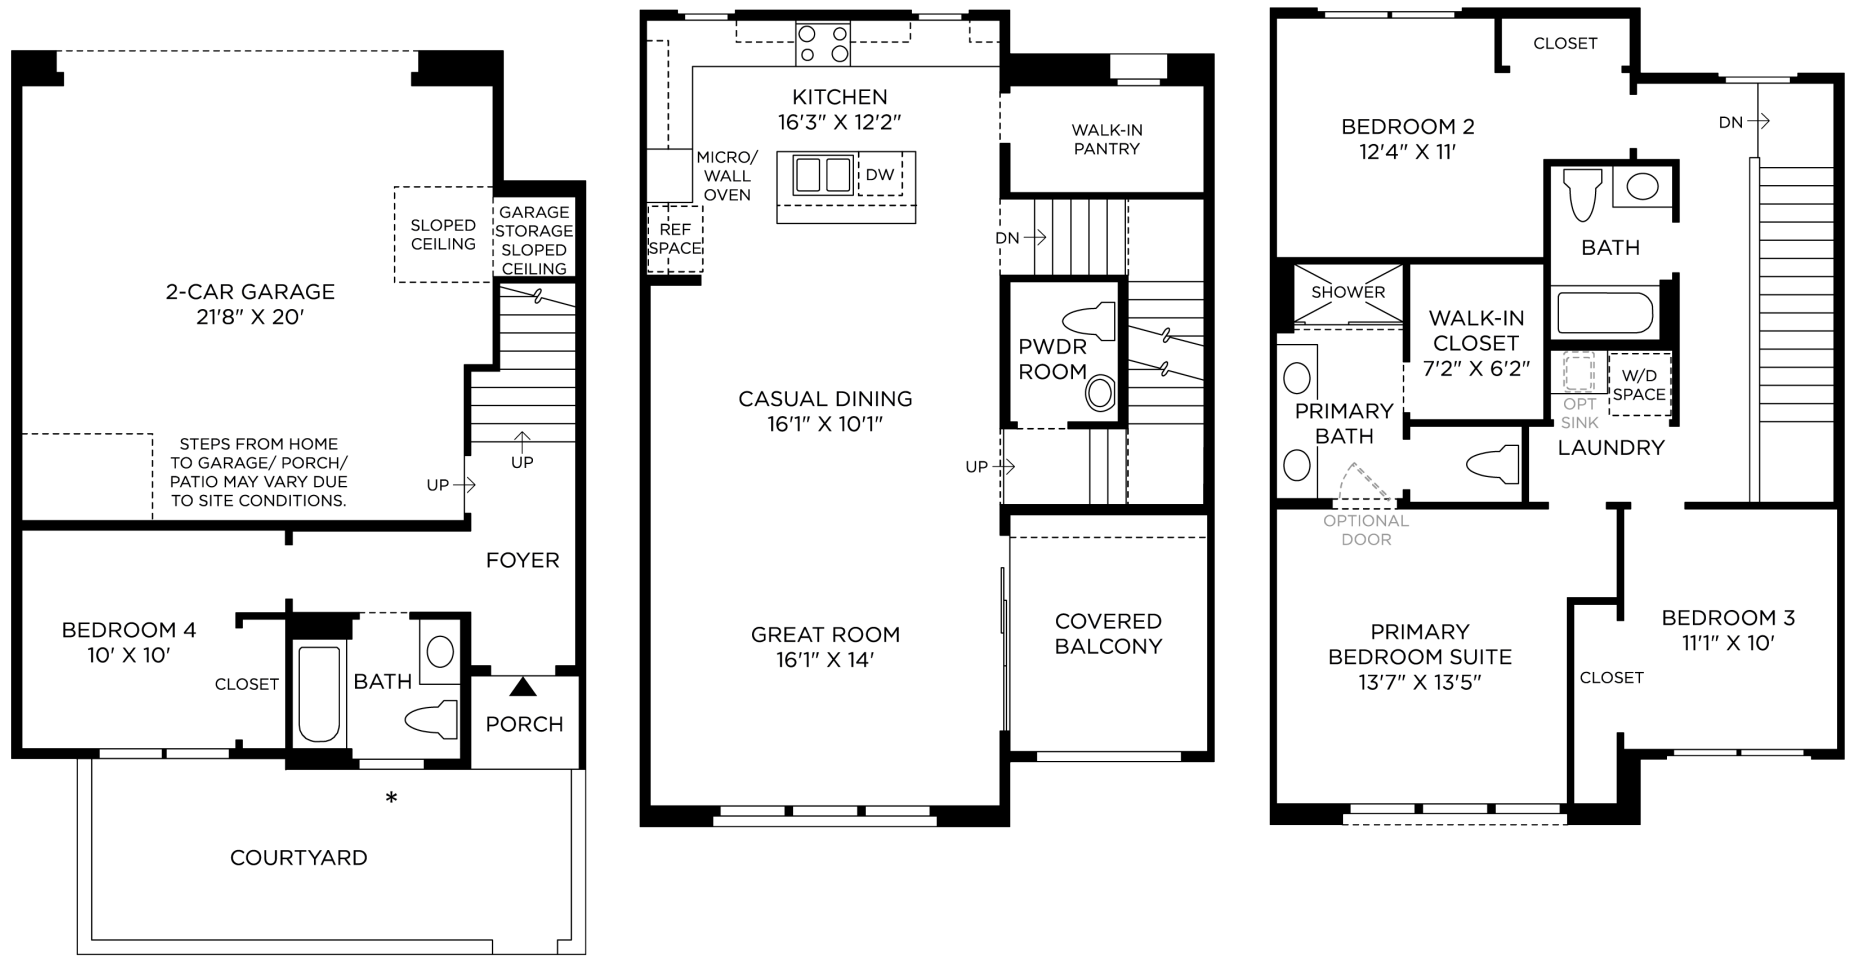 SLOPED
CEILING
GARAGE
STORAGE
SLOPED
CEILING
2-CAR GARAGE
21'8" X 20'
STEPS FROM HOME
TO GARAGE/ PORCH/
PATIO MAY VARY DUE
TO SITE CONDITIONS.
UP
UP
FOYER
BEDROOM 4
10' X 10'
CLOSET
BATH
PORCH
*
COURTYARD
KITCHEN
16'3" X 12'2"
MICRO/
WALL
OVEN
DW
REF
SPACE
WALK-IN
PANTRY
DN
PWDR
ROOM
CASUAL DINING
16'1" X 10'1"
UP
GREAT ROOM
16'1" X 14'
COVERED
BALCONY
CLOSET
BEDROOM 2
12'4" X 11'
DN
BATH
SHOWER
WALK-IN
CLOSET
7'2" X 6'2"
W/D
SPACE
OPT
SINK
PRIMARY
BATH
LAUNDRY
OPTIONAL
DOOR
PRIMARY
BEDROOM SUITE
13'7" X 13'5"
CLOSET
BEDROOM 3
11'1" X 10'